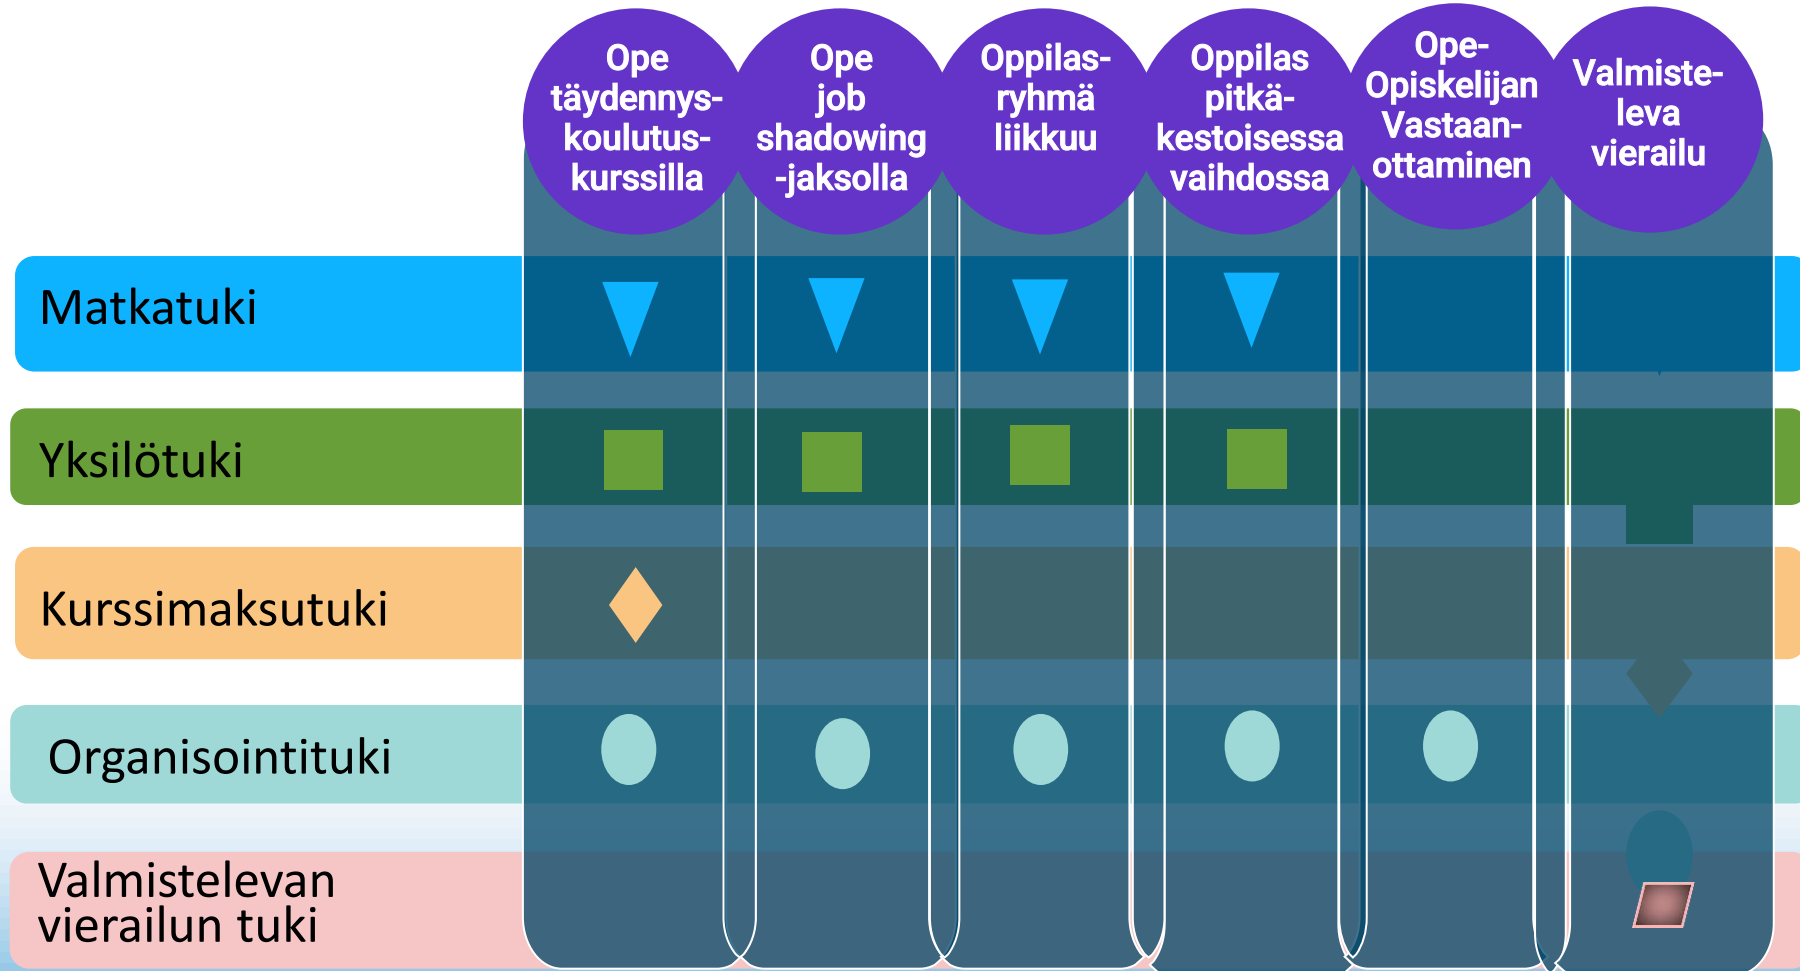 Ope
täydennys-
koulutus-
kurssilla
Ope
job
shadowing
-jaksolla
Oppilas-
ryhmä
liikkuu
Oppilas
pitkä-
kestoisessa
vaihdossa
Ope-
Opiskelijan
Vastaan-
ottaminen
Valmiste-
leva
vierailu
Matkatuki
Yksilötuki
Kurssimaksutuki
Organisointituki
Valmistelevan
vierailun tuki